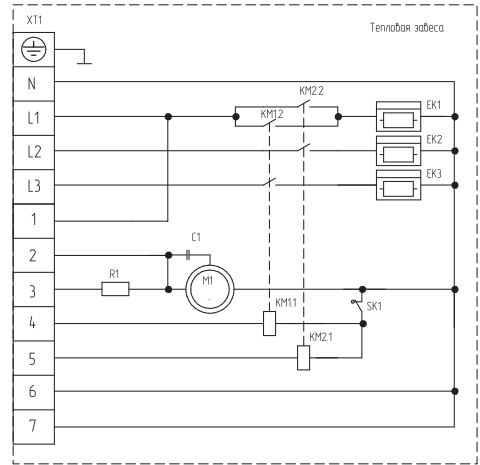 XT1
Тепловая завеса
N
KM2.2
L1
KM1.2
EK1
L2
EK2
L3
EK3
1
2
C1
3
R1
M1
4
KM1.1
SK1
5
KM2.1
6
7